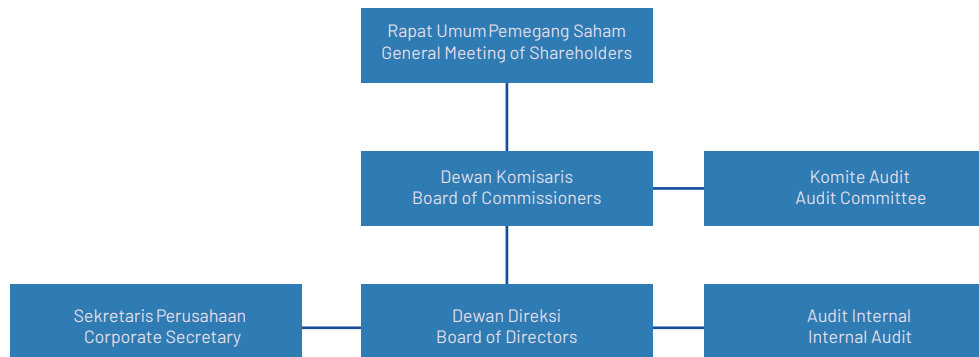 Rapat Umum Pemegang Saham
General Meeting of Shareholders
Dewan Komisaris
Board of Commissioners
Komite Audit
Audit Committee
Sekretaris Perusahaan
Corporate Secretary
Dewan Direksi
Board of Directors
Audit Internal
Internal Audit